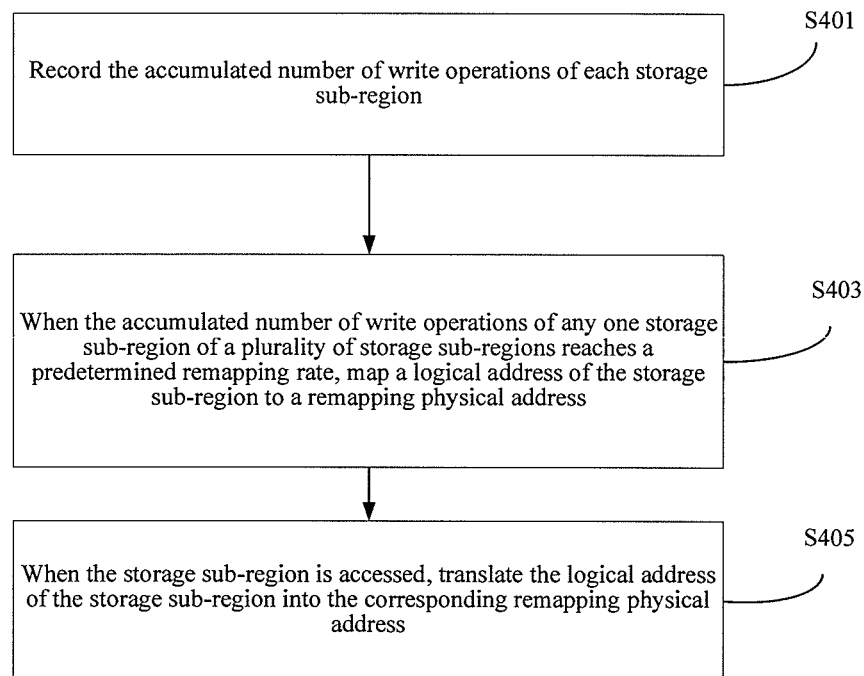 S401
Record the accumulated number of write operations of each storage
sub-region
S403
When the accumulated number of write operations of any one storage
sub-region of a plurality of storage sub-regions reaches a
predetermined remapping rate, map a logical address of the storage
sub-region to a remapping physical address
S405
When the storage sub-region is accessed, translate the logical address
of the storage sub-region into the corresponding remapping physical
address